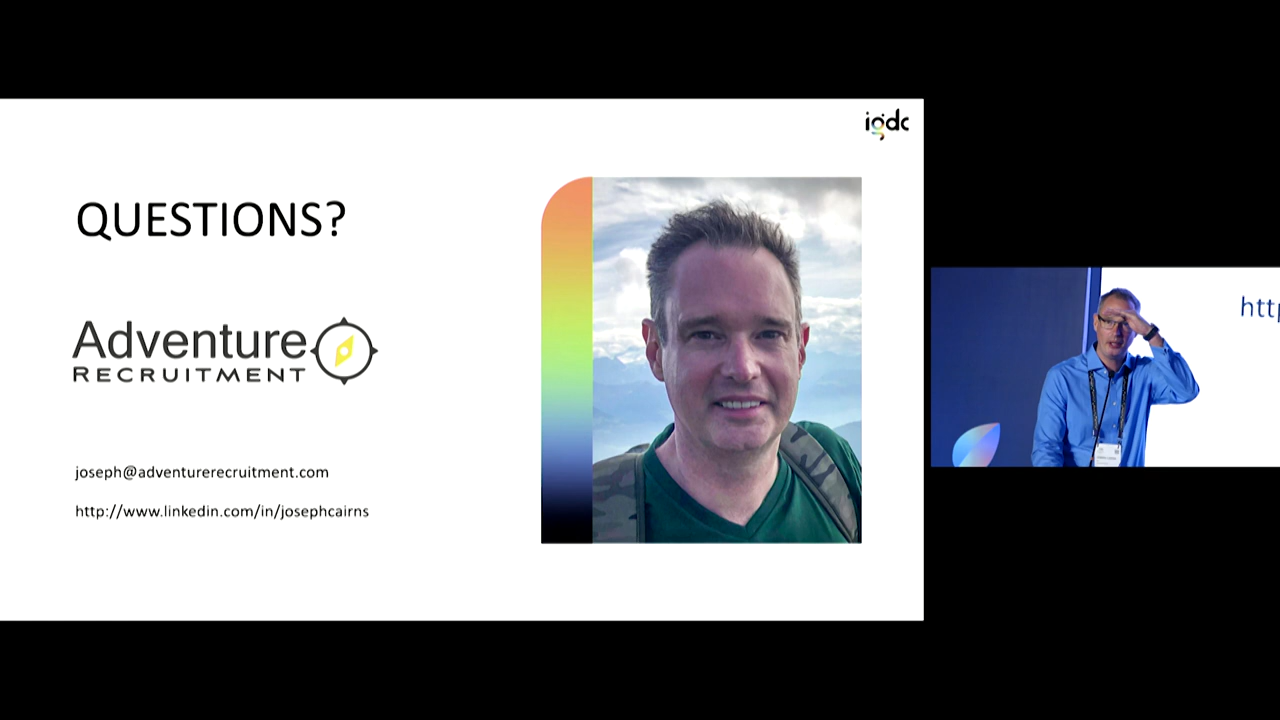 igdc
QUESTIONS?
Adventure
RECRUITMENT
joseph@adventurerecruitment.com
http://www.linkedin.com/in/josephcairns
http